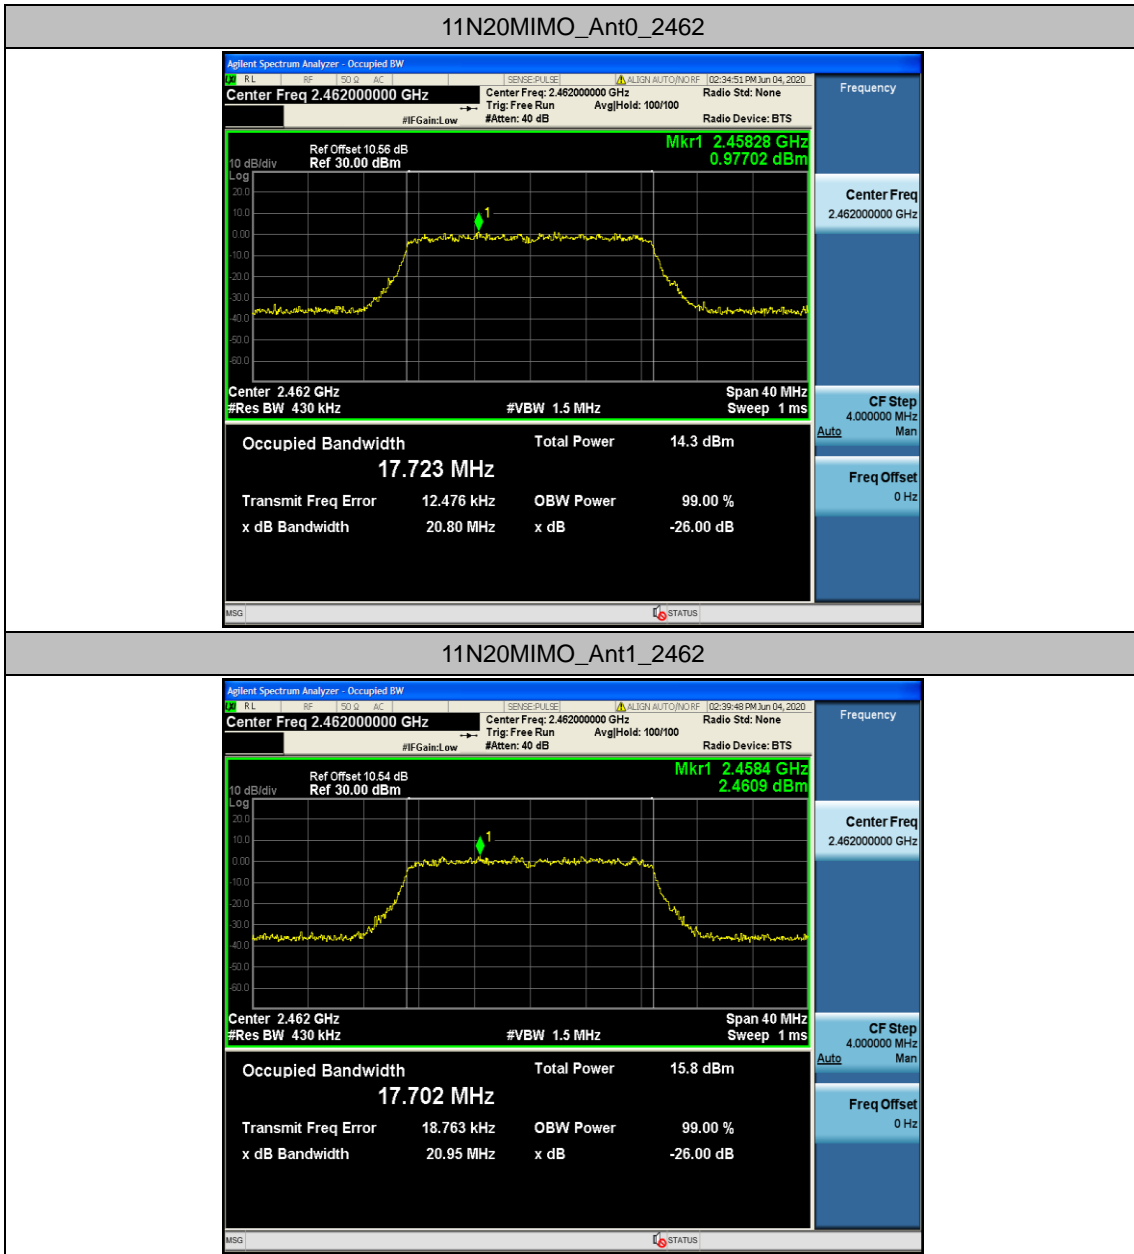 11N20MIMO_Ant0_2462
Agilent Spectrum Analyzer - Occupied BW
LXI RL RF 50 Ω AC SENSE:PULSE ALIGN AUTO/NORF 02:34:51 PM Jun 04, 2020
Center Freq 2.462000000 GHz
Center Freq: 2.462000000 GHz Radio Std: None
Trig: Free Run Avg|Hold: 100/100
#IFGain:Low #Atten: 40 dB Radio Device: BTS
Frequency
Ref Offset 10.56 dB Mkr1 2.45828 GHz
10 dB/div Ref 30.00 dBm 0.97702 dBm
Log
20.0
10.0
1
0.00
-10.0
-20.0
-30.0
-40.0
-50.0
-60.0
Center 2.462 GHz Span 40 MHz
#Res BW 430 kHz #VBW 1.5 MHz Sweep 1 ms
Center Freq
2.462000000 GHz
CF Step
4.000000 MHz
Auto Man
Freq Offset
0 Hz
Occupied Bandwidth Total Power 14.3 dBm
17.723 MHz
Transmit Freq Error 12.476 kHz OBW Power 99.00 %
x dB Bandwidth 20.80 MHz x dB -26.00 dB
MSG STATUS
11N20MIMO_Ant1_2462
Agilent Spectrum Analyzer - Occupied BW
LXI RL RF 50 Ω AC SENSE:PULSE ALIGN AUTO/NORF 02:39:48 PM Jun 04, 2020
Center Freq 2.462000000 GHz
Center Freq: 2.462000000 GHz Radio Std: None
Trig: Free Run Avg|Hold: 100/100
#IFGain:Low #Atten: 40 dB Radio Device: BTS
Frequency
Ref Offset 10.54 dB Mkr1 2.4584 GHz
10 dB/div Ref 30.00 dBm 2.4609 dBm
Log
20.0
10.0
1
0.00
-10.0
-20.0
-30.0
-40.0
-50.0
-60.0
Center 2.462 GHz Span 40 MHz
#Res BW 430 kHz #VBW 1.5 MHz Sweep 1 ms
Center Freq
2.462000000 GHz
CF Step
4.000000 MHz
Auto Man
Freq Offset
0 Hz
Occupied Bandwidth Total Power 15.8 dBm
17.702 MHz
Transmit Freq Error 18.763 kHz OBW Power 99.00 %
x dB Bandwidth 20.95 MHz x dB -26.00 dB
MSG STATUS